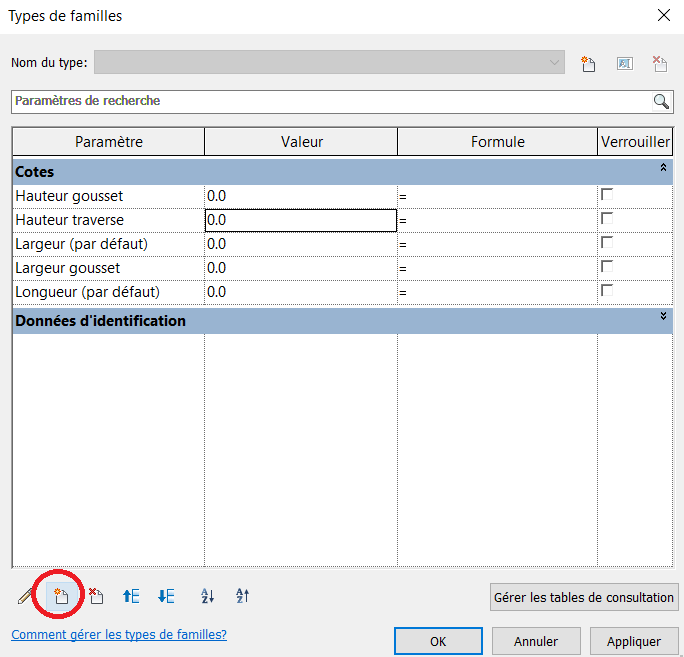 Types de familles
Nom du type:
Paramètres de recherche
Paramètre Valeur Formule Verrouiller
Cotes
Hauteur gousset 0.0 =
Hauteur traverse 0.0 =
Largeur (par défaut) 0.0 =
Largeur gousset 0.0 =
Longueur (par défaut) 0.0 =
Données d'identification
Gérer les tables de consultation
Comment gérer les types de familles?
OK Annuler Appliquer